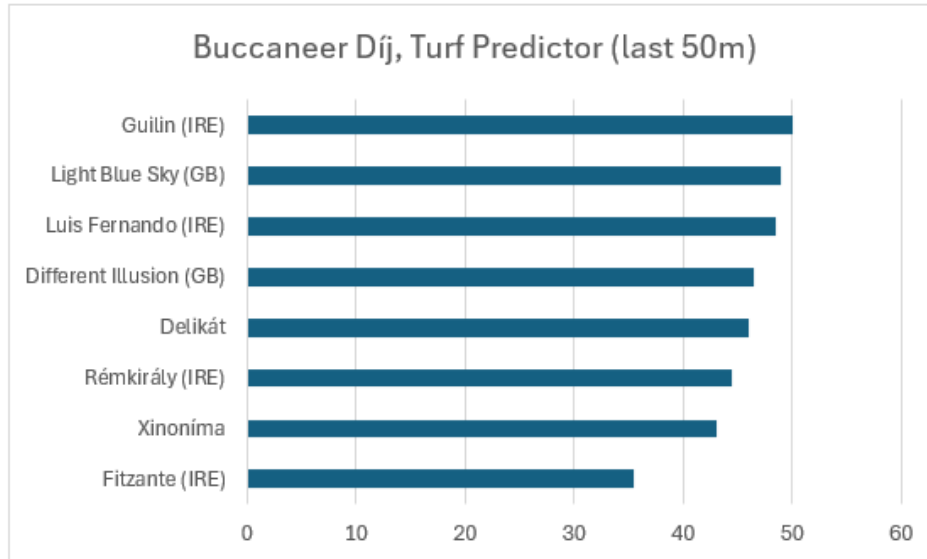 Buccaneer Díj, Turf Predictor (last 50m)
Guilin (IRE)
Light Blue Sky (GB)
Luis Fernando (IRE)
Different Illusion (GB)
Delikát
Rémkirály (IRE)
Xinoníma
Fitzante (IRE)
0 10 20 30 40 50 60